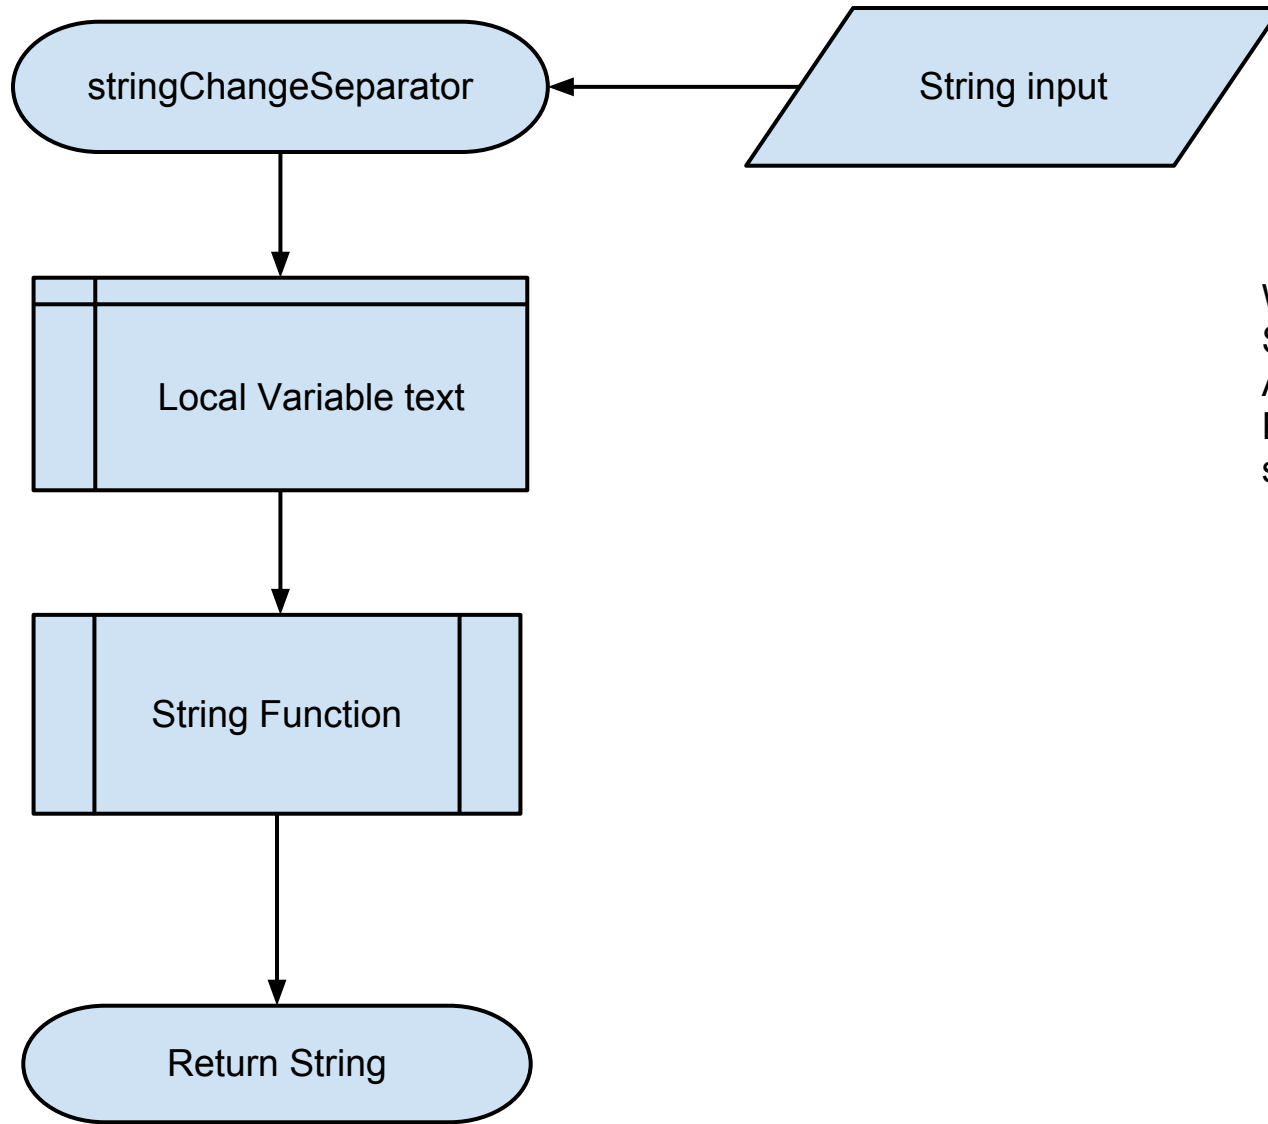 stringChangeSeparator
String input
Local Variable text
String Function
Return String